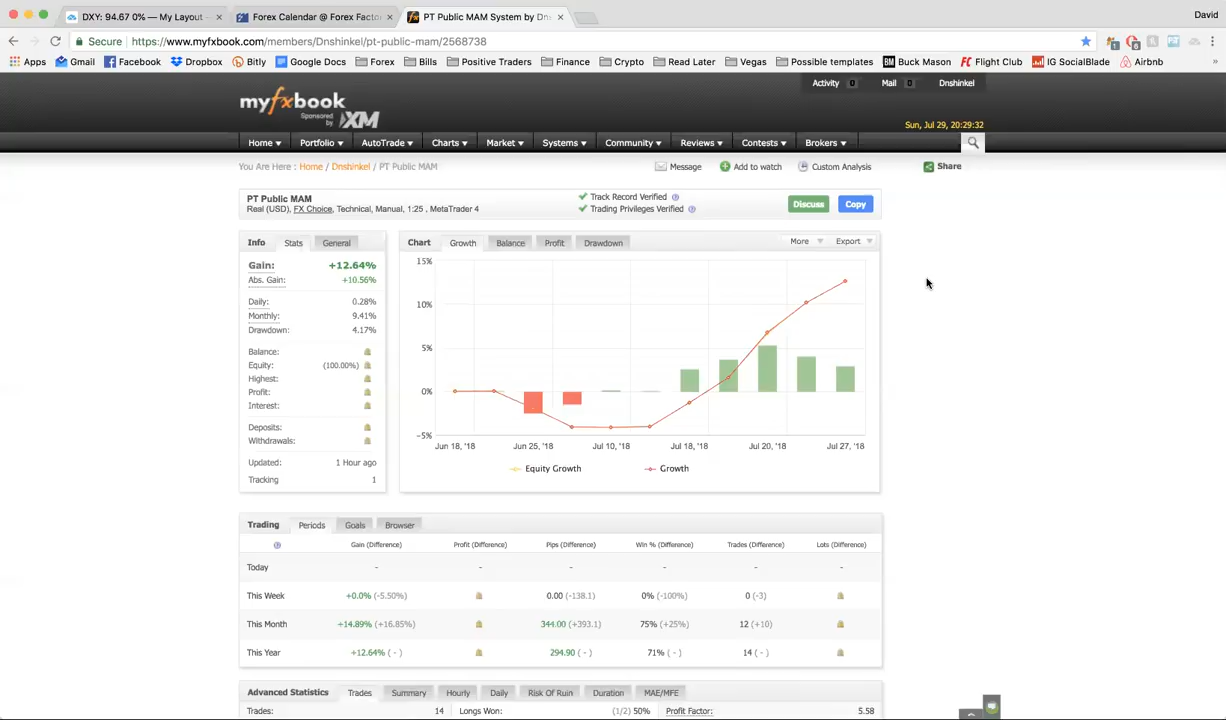 DXY: 94.67 0% — My Layout
Forex Calendar @ Forex Facto
PT Public MAM System by Dns
David
Secure
https://www.myfxbook.com/members/Dnshinkel/pt-public-mam/2568738
Apps Gmail Facebook Dropbox Bitly Google Docs Forex Bills Positive Traders Finance Crypto Read Later Vegas Possible templates Buck Mason Flight Club IG SocialBlade Airbnb
Activity 0 Mail 0 Dnshinkel
myfxbook
Sponsored by XM
Sun, Jul 29, 20:29:32
Home Portfolio AutoTrade Charts Market Systems Community Reviews Contests Brokers
You Are Here : Home / Dnshinkel / PT Public MAM
Message Add to watch Custom Analysis Share
PT Public MAM
Real (USD), FX Choice, Technical, Manual, 1:25 , MetaTrader 4
Track Record Verified
Trading Privileges Verified
Discuss Copy
Info Stats General
Gain: +12.64%
Abs. Gain: +10.56%
Daily: 0.28%
Monthly: 9.41%
Drawdown: 4.17%
Balance:
Equity: (100.00%)
Highest:
Profit:
Interest:
Deposits:
Withdrawals:
Updated: 1 Hour ago
Tracking 1
Chart Growth Balance Profit Drawdown More Export
15%
10%
5%
0%
-5%
Jun 18, '18 Jun 25, '18 Jul 10, '18 Jul 18, '18 Jul 20, '18 Jul 27, '18
Equity Growth Growth
Trading Periods Goals Browser
Gain (Difference) Profit (Difference) Pips (Difference) Win % (Difference) Trades (Difference) Lots (Difference)
Today - - - - - -
This Week +0.0% (-5.50%) 0.00 (-138.1) 0% (-100%) 0 (-3)
This Month +14.89% (+16.85%) 344.00 (+393.1) 75% (+25%) 12 (+10)
This Year +12.64% ( - ) 294.90 ( - ) 71% ( - ) 14 ( - )
Advanced Statistics Trades Summary Hourly Daily Risk Of Ruin Duration MAE/MFE
Trades: 14 Longs Won: (1/2) 50% Profit Factor: 5.58